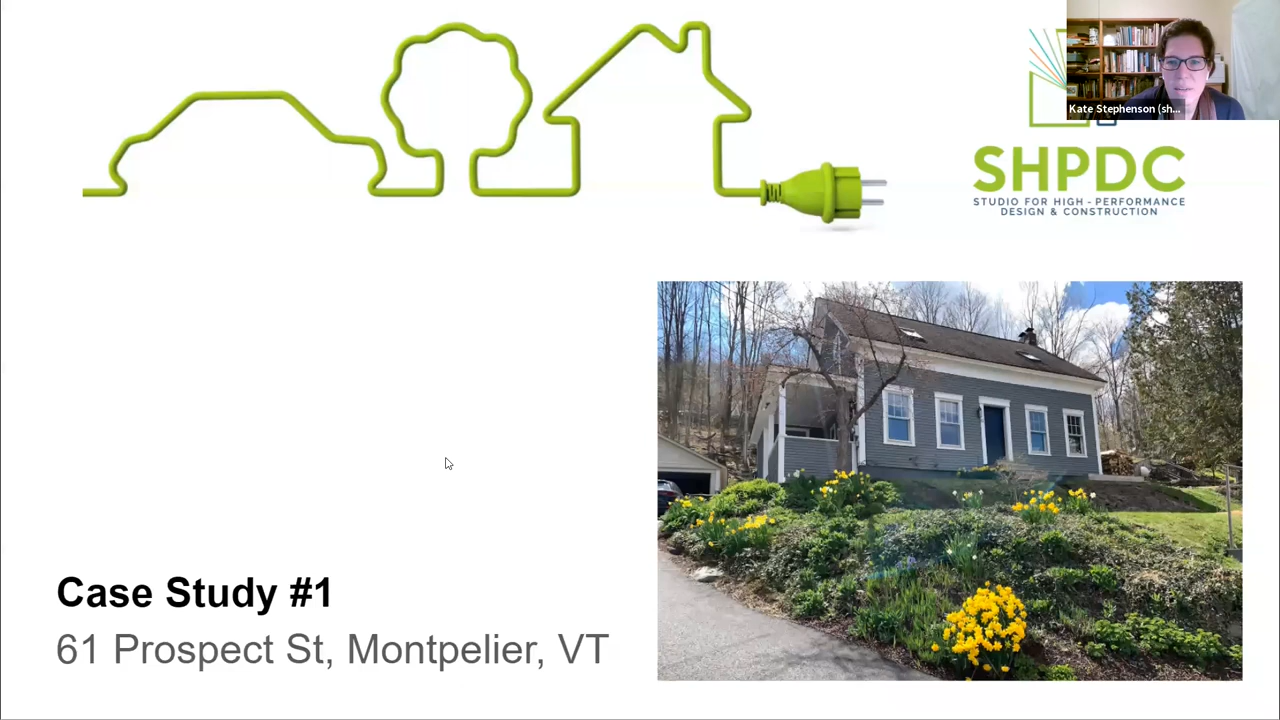 Kate Stephenson (sh...
SHPDC
STUDIO FOR HIGH - PERFORMANCE
DESIGN & CONSTRUCTION
Case Study #1
61 Prospect St, Montpelier, VT